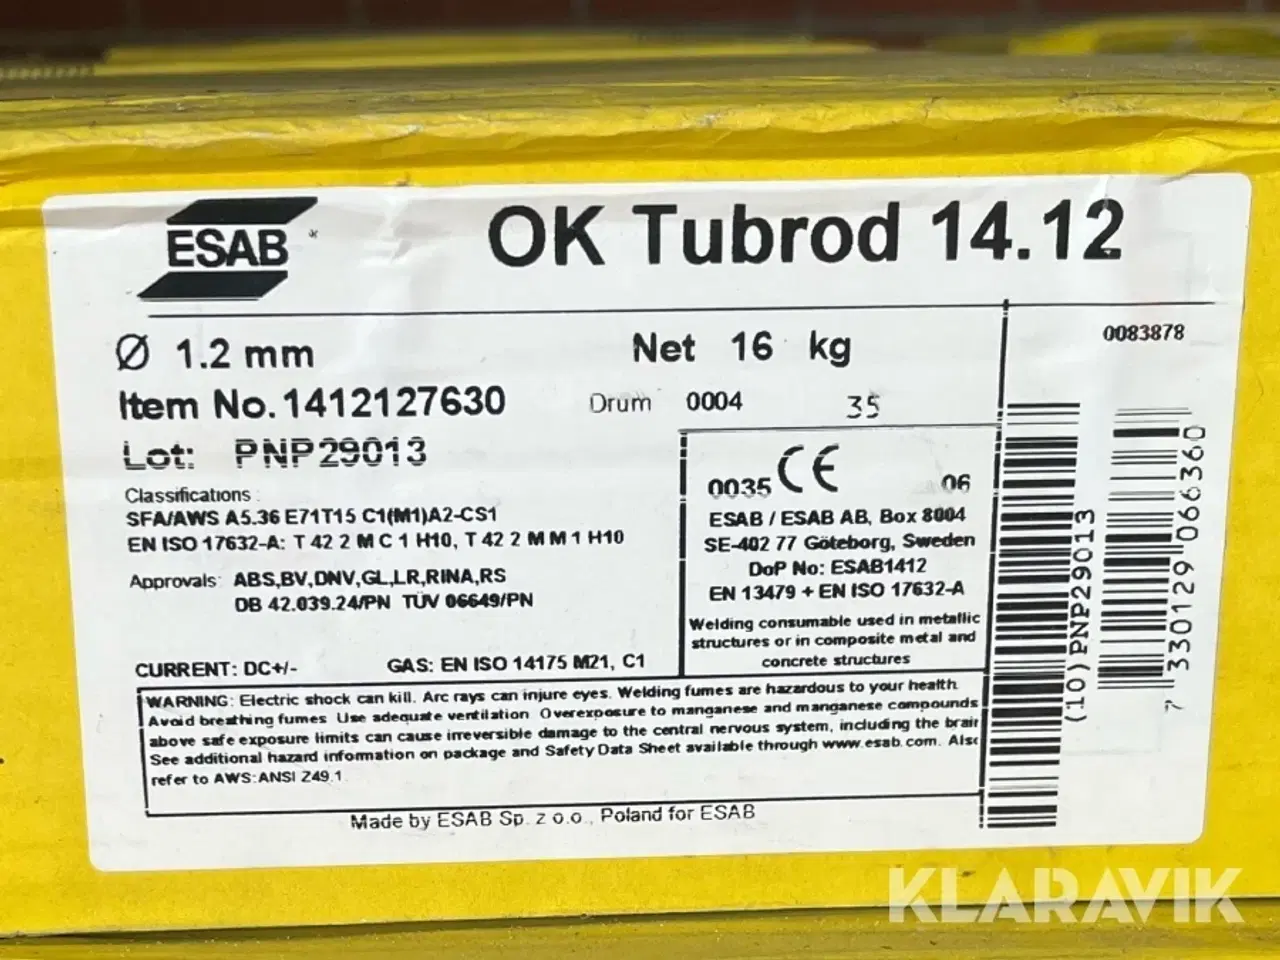 ESAB
OK Tubrod 14.12
Ø 1.2 mm
Net 16 kg
0083878
Item No. 1412127630
Drum 0004 35
Lot: PNP29013
Classifications :
SFA/AWS A5.36 E71T15 C1(M1)A2-CS1
EN ISO 17632-A: T 42 2 M C 1 H10, T 42 2 M M 1 H10
Approvals: ABS,BV,DNV,GL,LR,RINA,RS
DB 42.039.24/PN TÜV 06649/PN
CURRENT: DC+/-
GAS: EN ISO 14175 M21, C1
0035 CE 06
ESAB / ESAB AB, Box 8004
SE-402 77 Göteborg, Sweden
DoP No: ESAB1412
EN 13479 + EN ISO 17632-A
Welding consumable used in metallic
structures or in composite metal and
concrete structures
WARNING: Electric shock can kill. Arc rays can injure eyes. Welding fumes are hazardous to your health.
Avoid breathing fumes. Use adequate ventilation. Overexposure to manganese and manganese compounds
above safe exposure limits can cause irreversible damage to the central nervous system, including the brain
See additional hazard information on package and Safety Data Sheet available through www.esab.com. Also
refer to AWS:ANSI Z49.1.
Made by ESAB Sp. z o.o., Poland for ESAB
(10)PNP29013
7 330129 066360
KLARAVIK